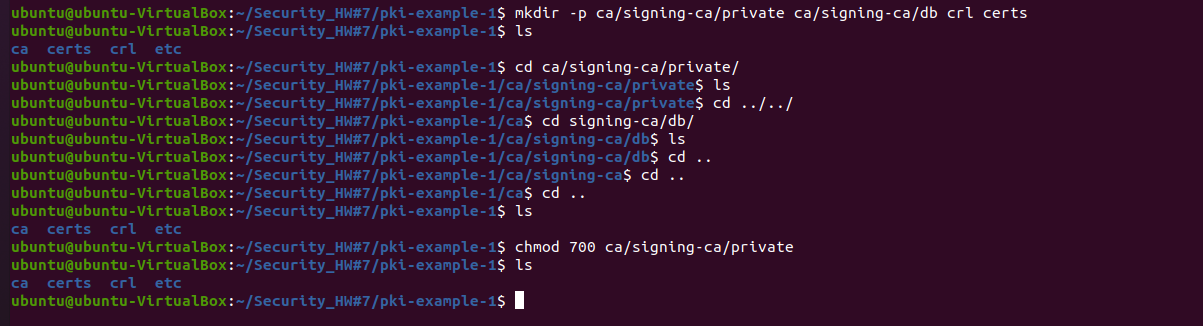 ubuntu@ubuntu-VirtualBox:~/Security_HW#7/pki-example-1$ mkdir -p ca/signing-ca/private ca/signing-ca/db crl certs
ubuntu@ubuntu-VirtualBox:~/Security_HW#7/pki-example-1$ ls
ca  certs  crl  etc
ubuntu@ubuntu-VirtualBox:~/Security_HW#7/pki-example-1$ cd ca/signing-ca/private/
ubuntu@ubuntu-VirtualBox:~/Security_HW#7/pki-example-1/ca/signing-ca/private$ ls
ubuntu@ubuntu-VirtualBox:~/Security_HW#7/pki-example-1/ca/signing-ca/private$ cd ../../
ubuntu@ubuntu-VirtualBox:~/Security_HW#7/pki-example-1/ca$ cd signing-ca/db/
ubuntu@ubuntu-VirtualBox:~/Security_HW#7/pki-example-1/ca/signing-ca/db$ ls
ubuntu@ubuntu-VirtualBox:~/Security_HW#7/pki-example-1/ca/signing-ca/db$ cd ..
ubuntu@ubuntu-VirtualBox:~/Security_HW#7/pki-example-1/ca/signing-ca$ cd ..
ubuntu@ubuntu-VirtualBox:~/Security_HW#7/pki-example-1/ca$ cd ..
ubuntu@ubuntu-VirtualBox:~/Security_HW#7/pki-example-1$ ls
ca  certs  crl  etc
ubuntu@ubuntu-VirtualBox:~/Security_HW#7/pki-example-1$ chmod 700 ca/signing-ca/private
ubuntu@ubuntu-VirtualBox:~/Security_HW#7/pki-example-1$ ls
ca  certs  crl  etc
ubuntu@ubuntu-VirtualBox:~/Security_HW#7/pki-example-1$